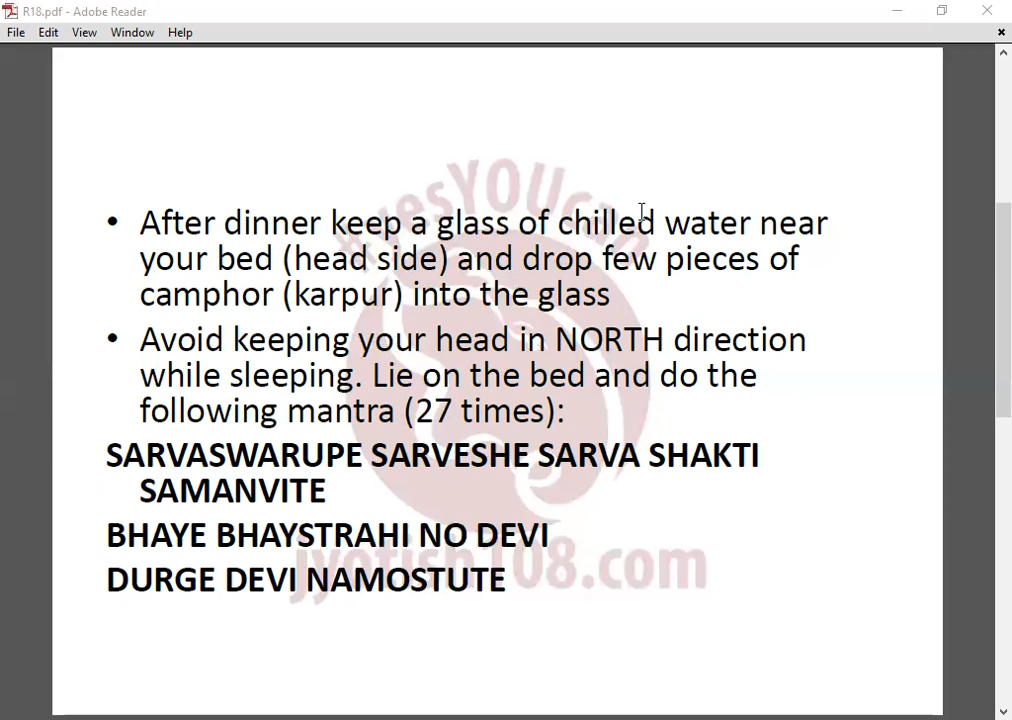 R18.pdf - Adobe Reader
File Edit View Window Help
#yesYOUcan
• After dinner keep a glass of chilled water near
your bed (head side) and drop few pieces of
camphor (karpur) into the glass
• Avoid keeping your head in NORTH direction
while sleeping. Lie on the bed and do the
following mantra (27 times):
SARVASWARUPE SARVESHE SARVA SHAKTI
SAMANVITE
BHAYE BHAYSTRAHI NO DEVI
jyotish108.com
DURGE DEVI NAMOSTUTE